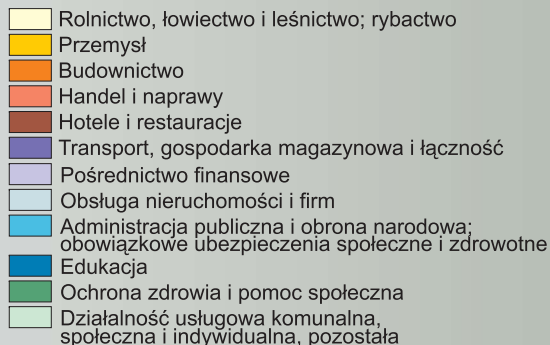 Rolnictwo, łowiectwo i leśnictwo; rybactwo
Przemysł
Budownictwo
Handel i naprawy
Hotele i restauracje
Transport, gospodarka magazynowa i łączność
Pośrednictwo finansowe
Obsługa nieruchomości i firm
Administracja publiczna i obrona narodowa;
obowiązkowe ubezpieczenia społeczne i zdrowotne
Edukacja
Ochrona zdrowia i pomoc społeczna
Działalność usługowa komunalna,
społeczna i indywidualna, pozostała